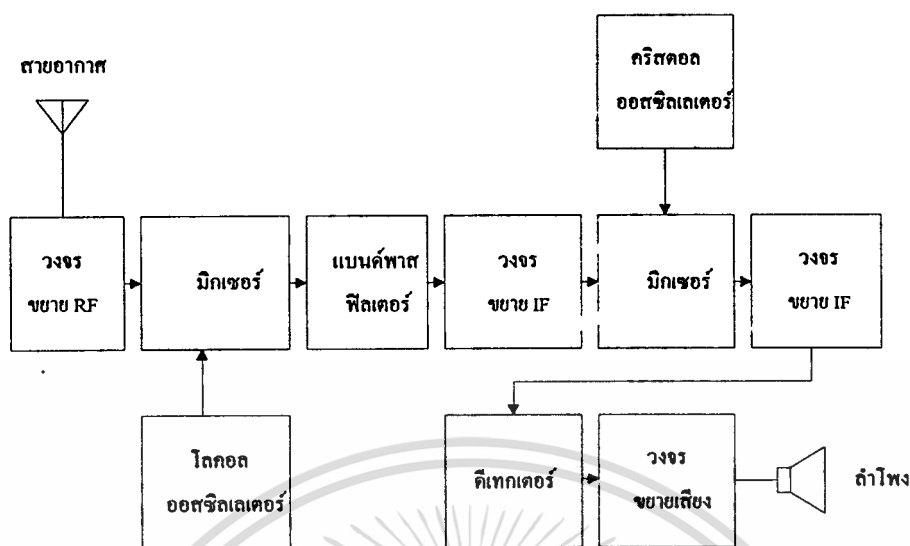 สายอากาศ
คริสตอล
ออสซิลเลเตอร์
วงจร
ขยาย RF
มิกเซอร์
แบนด์พาส
ฟิลเตอร์
วงจร
ขยาย IF
มิกเซอร์
วงจร
ขยาย IF
โลคอล
ออสซิลเลเตอร์
ดีเทกเตอร์
วงจร
ขยายเสียง
ลำโพง